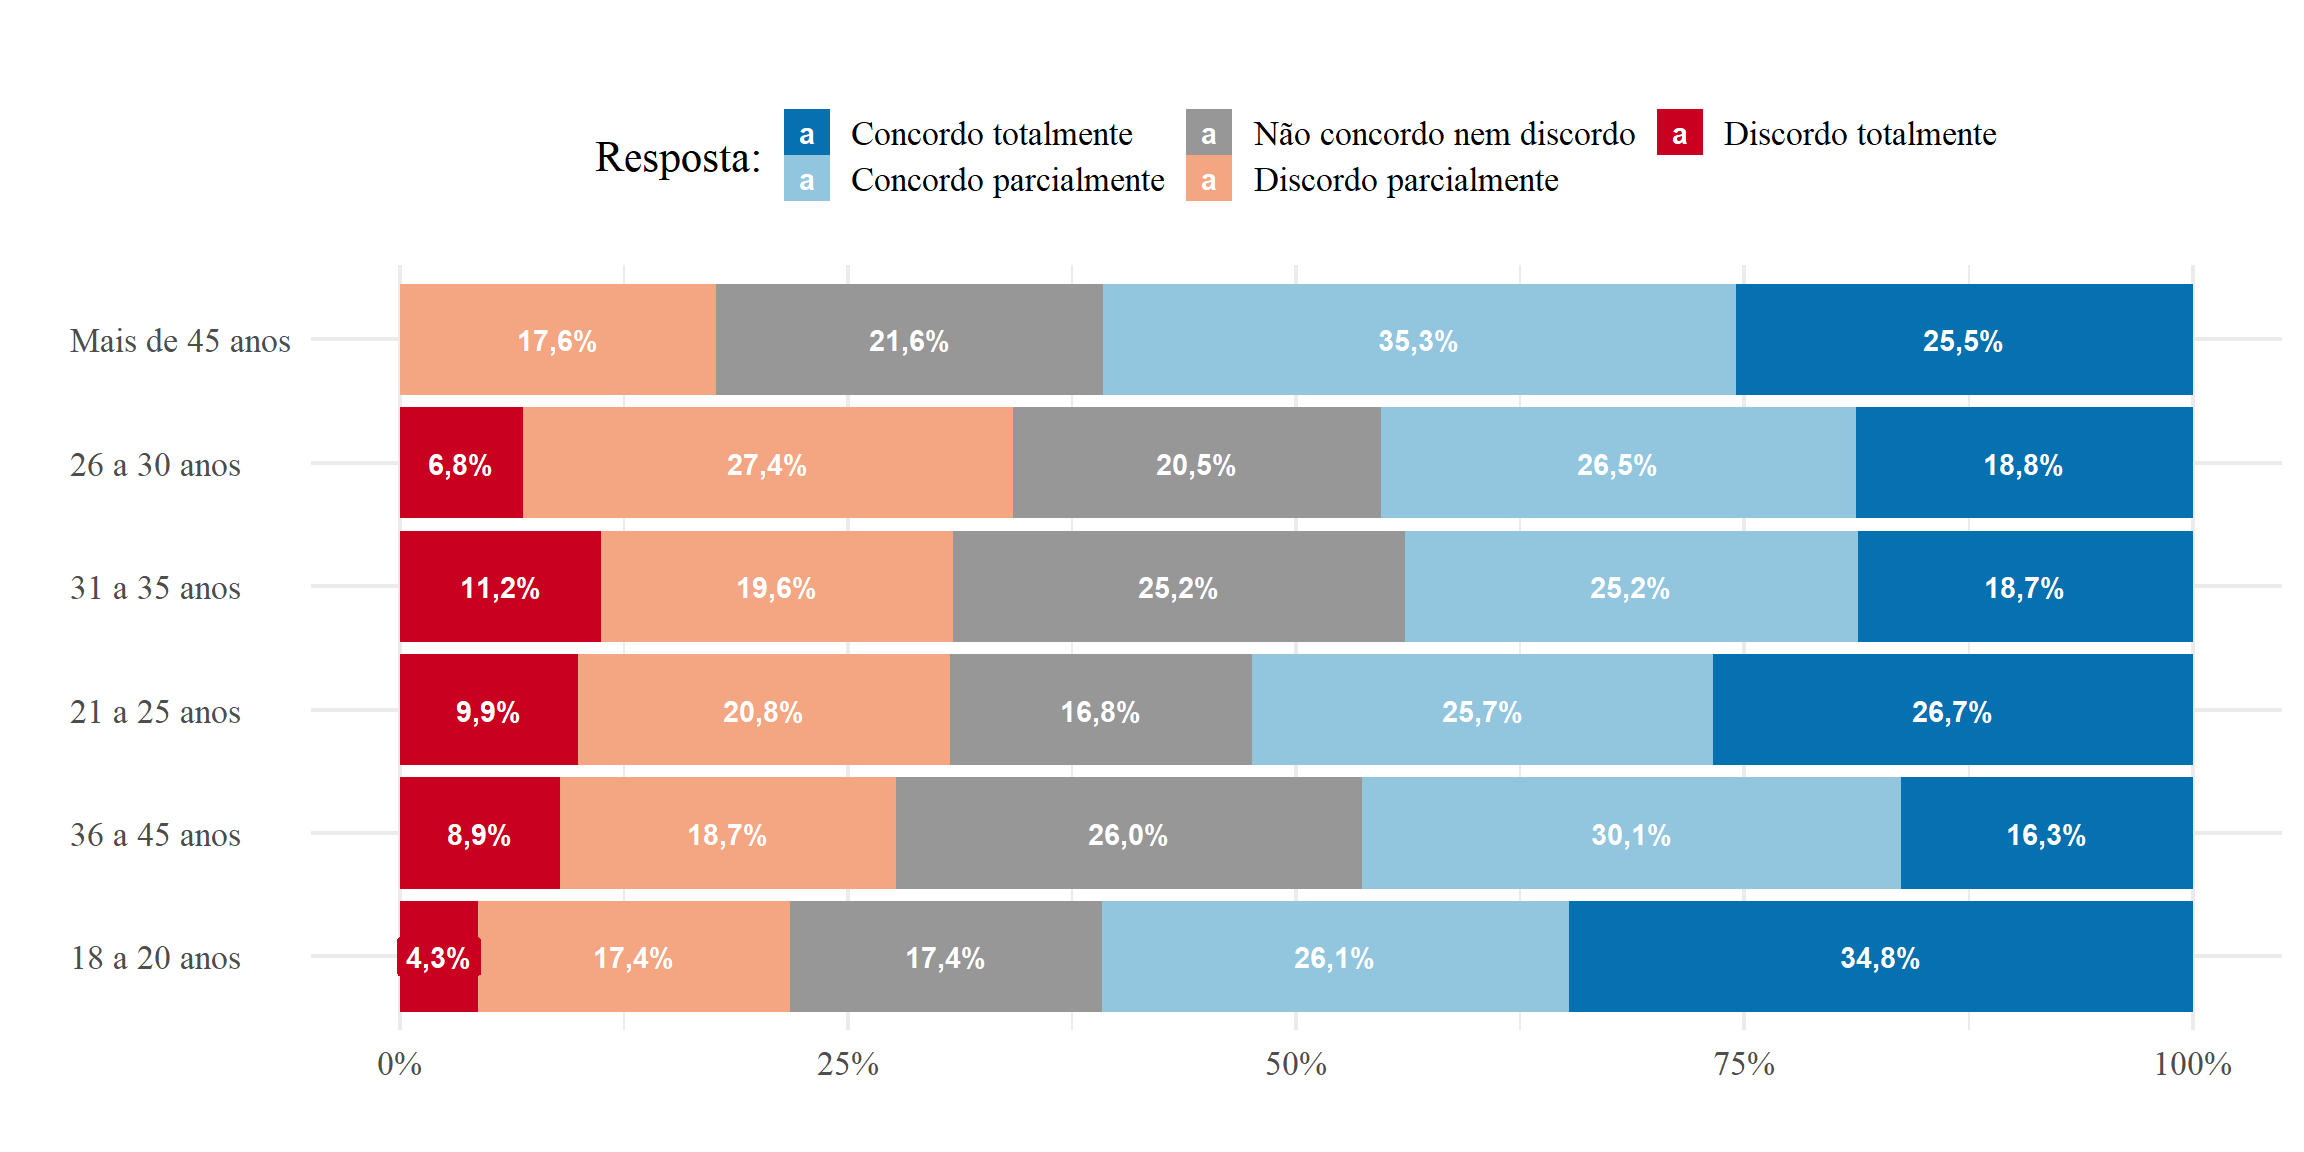 Resposta:
a Concordo totalmente
a Concordo parcialmente
a Não concordo nem discordo
a Discordo parcialmente
a Discordo totalmente
Mais de 45 anos 17,6% 21,6% 35,3% 25,5%
26 a 30 anos 6,8% 27,4% 20,5% 26,5% 18,8%
31 a 35 anos 11,2% 19,6% 25,2% 25,2% 18,7%
21 a 25 anos 9,9% 20,8% 16,8% 25,7% 26,7%
36 a 45 anos 8,9% 18,7% 26,0% 30,1% 16,3%
18 a 20 anos 4,3% 17,4% 17,4% 26,1% 34,8%
0% 25% 50% 75% 100%